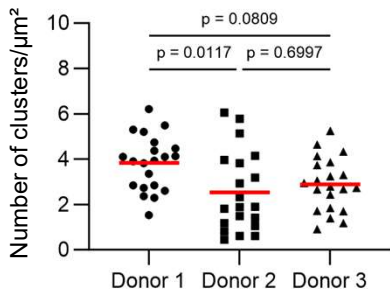 Number of clusters/μm²
10
8
6
4
2
0
p = 0.0809
p = 0.0117
p = 0.6997
Donor 1
Donor 2
Donor 3